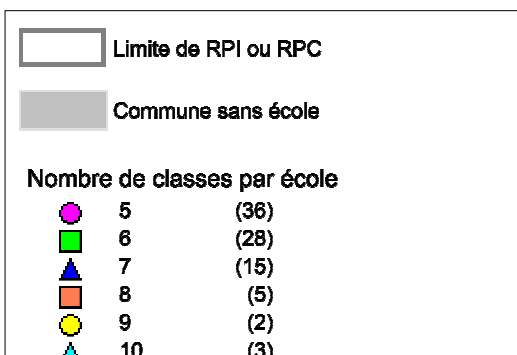 Limite de RPI ou RPC
Commune sans école
Nombre de classes par école
5 (36)
6 (28)
7 (15)
8 (5)
9 (2)
10 (3)